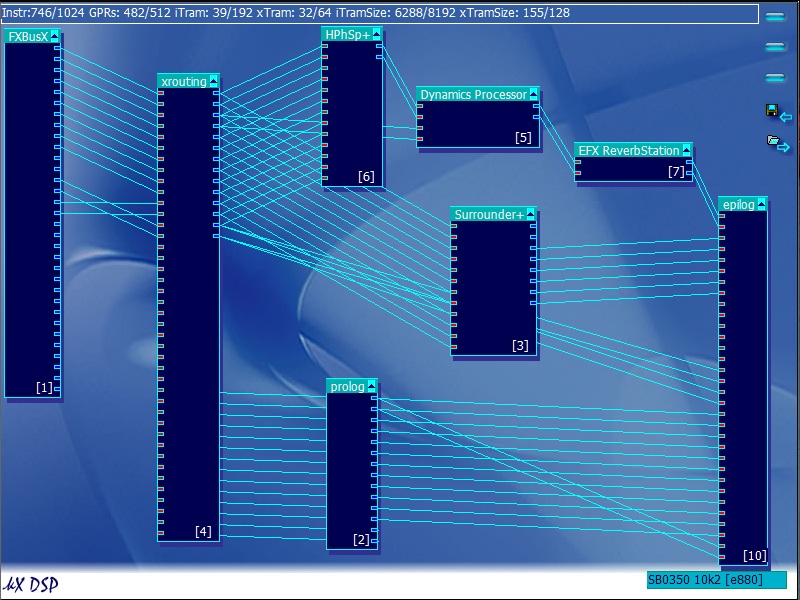 Instr:746/1024 GPRs: 482/512 iTram: 39/192 xTram: 32/64 iTramSize: 6288/8192 xTramSize: 155/128
FXBusX
HPhSp+
xrouting
Dynamics Processor
[5]
EFX ReverbStation
[7]
[6]
epilog
Surrounder+
[3]
prolog
[1]
[4]
[2]
[10]
SB0350 10k2 [e880]
kX DSP